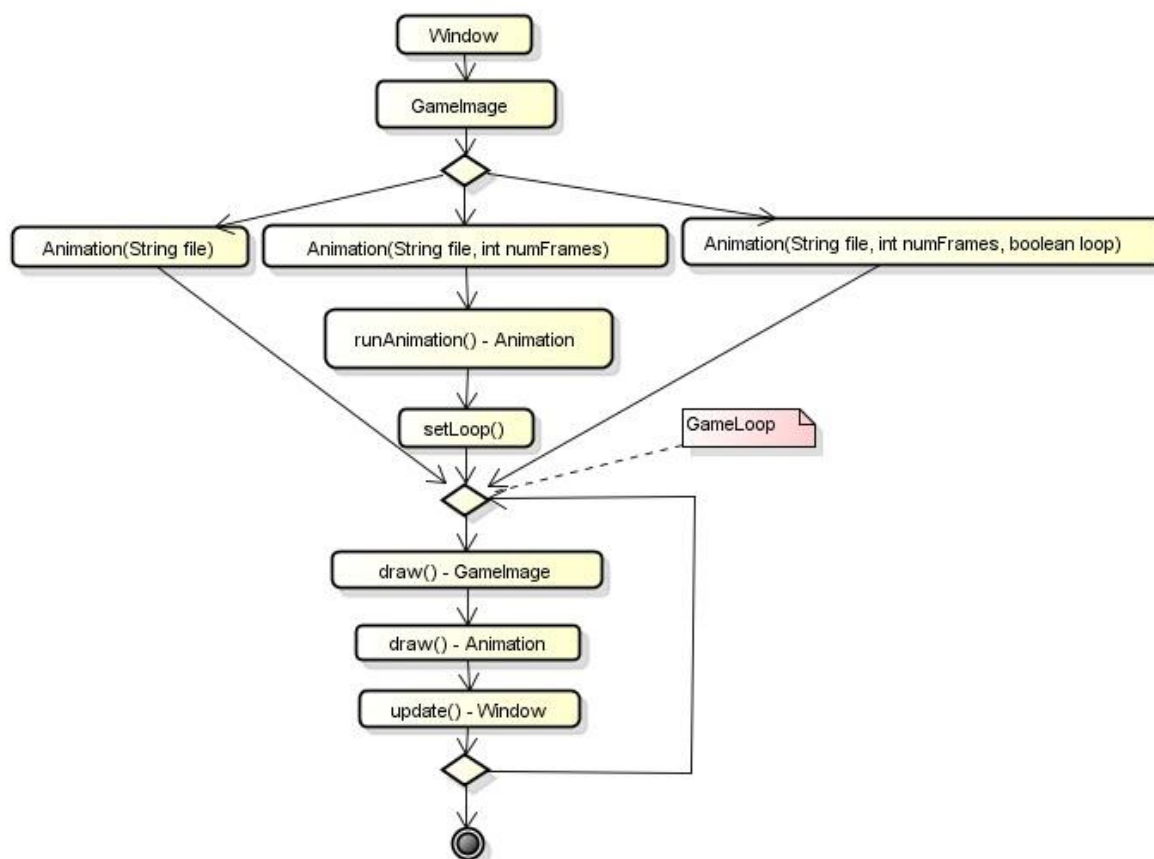 Window
GameImage
Animation(String file)
Animation(String file, int numFrames)
Animation(String file, int numFrames, boolean loop)
runAnimation() - Animation
setLoop()
GameLoop
draw() - GameImage
draw() - Animation
update() - Window